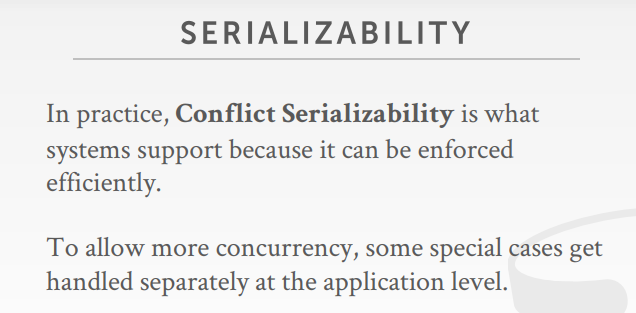 SERIALIZABILITY
In practice, Conflict Serializability is what
systems support because it can be enforced
efficiently.
To allow more concurrency, some special cases get
handled separately at the application level.